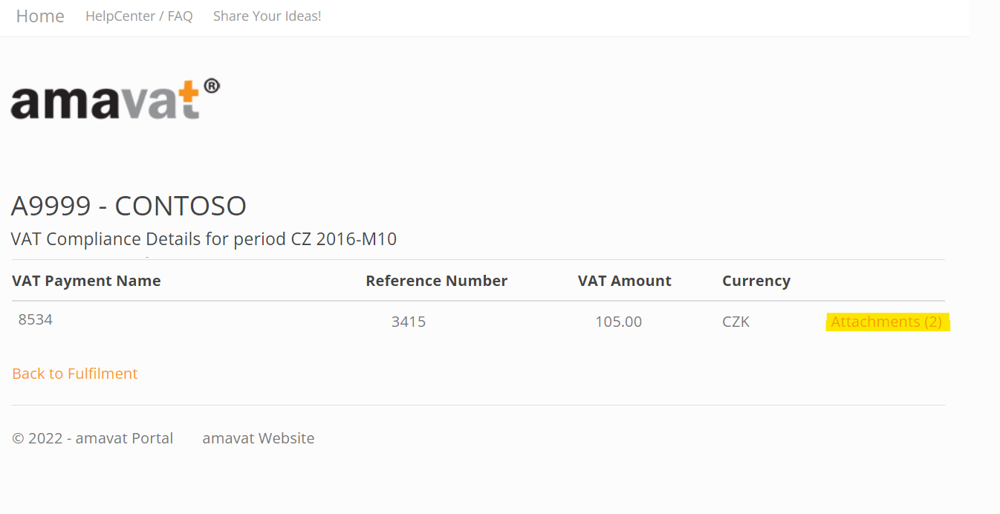 Home HelpCenter / FAQ Share Your Ideas!
amavat®
A9999 - CONTOSO
VAT Compliance Details for period CZ 2016-M10
VAT Payment Name Reference Number VAT Amount Currency
8534 3415 105.00 CZK Attachments (2)
Back to Fulfilment
© 2022 - amavat Portal amavat Website